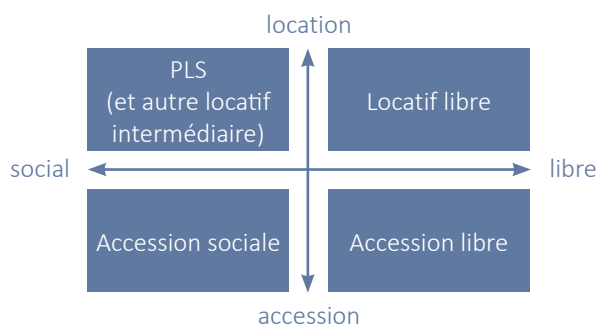 location
PLS
(et autre locatif
intermédiaire)
Locatif libre
social
libre
Accession sociale
Accession libre
accession